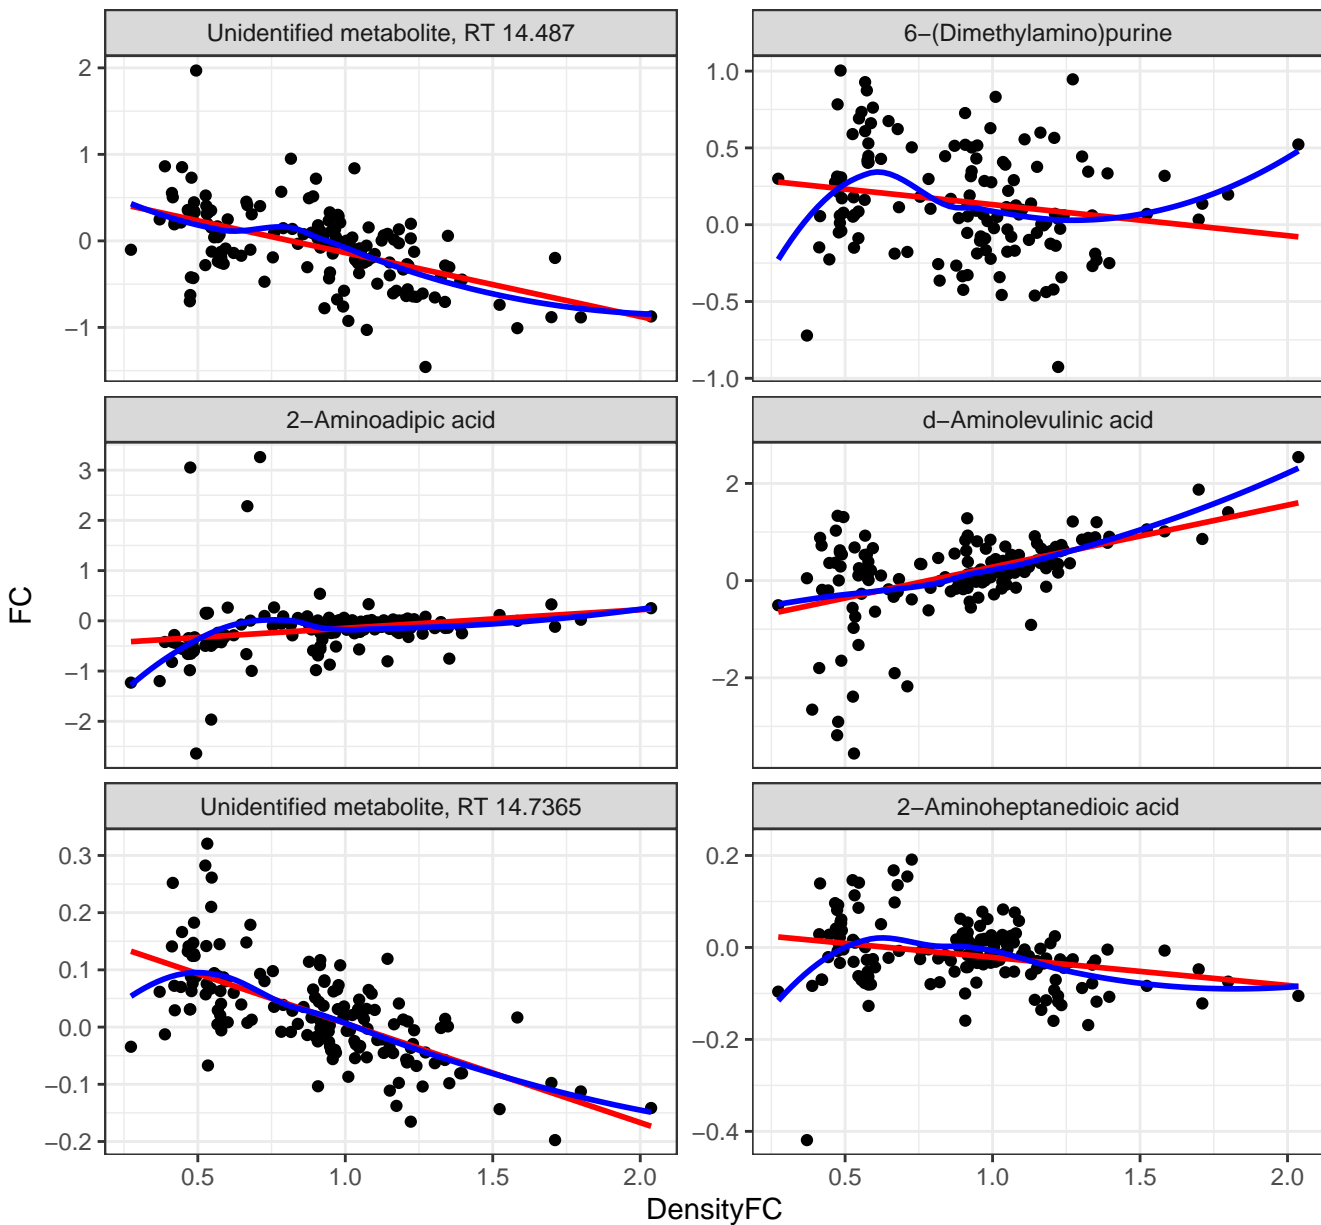 Unidentified metabolite, RT 14.487
6−(Dimethylamino)purine
2
1
0
−1
1.0
0.5
0.0
−0.5
−1.0
2−Aminoadipic acid
d−Aminolevulinic acid
3
2
1
0
−1
−2
2
0
−2
FC
Unidentified metabolite, RT 14.7365
2−Aminoheptanedioic acid
0.3
0.2
0.1
0.0
−0.1
−0.2
0.2
0.0
−0.2
−0.4
0.5 1.0 1.5 2.0
0.5 1.0 1.5 2.0
DensityFC